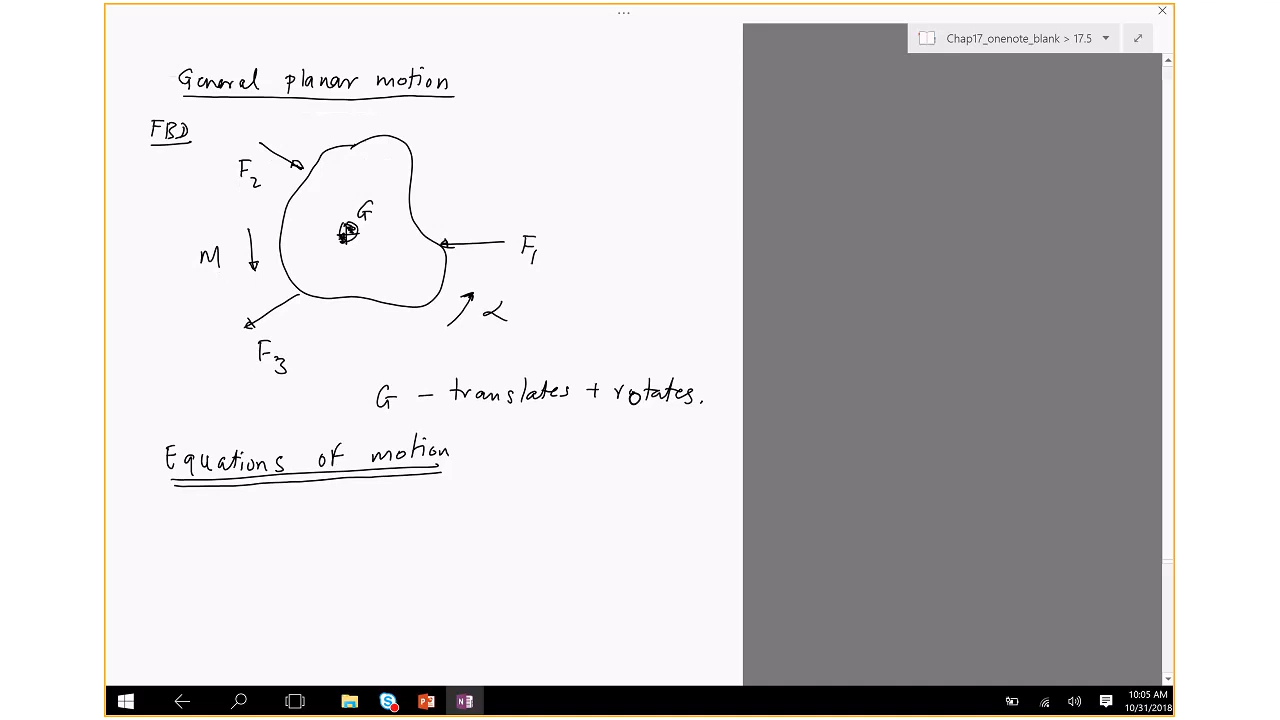 Chap17_onenote_blank > 17.5
General planar motion
FBD
F2
G
M
F1
α
F3
G – translates + rotates.
Equations of motion
10:05 AM
10/31/2018